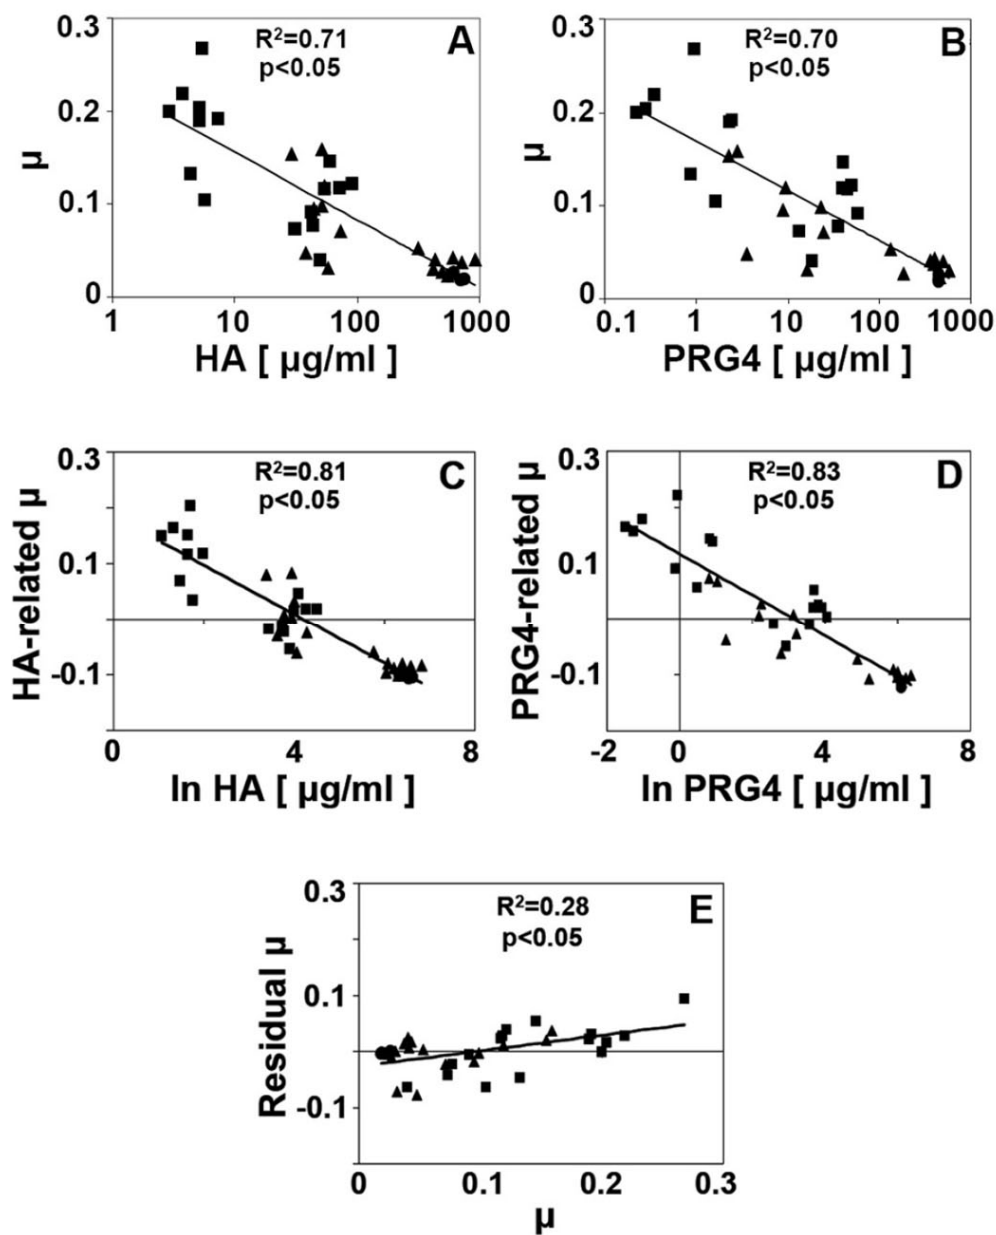 0.3
R²=0.71
p<0.05
A
0.2
µ
0.1
0
1 10 100 1000
HA [ µg/ml ]
0.3
R²=0.70
p<0.05
B
0.2
µ
0.1
0
0.1 1 10 100 1000
PRG4 [ µg/ml ]
0.3
R²=0.81
p<0.05
C
HA-related µ
0.1
-0.1
0 4 8
ln HA [ µg/ml ]
0.3
R²=0.83
p<0.05
D
PRG4-related µ
0.1
-0.1
-2 0 4 8
ln PRG4 [ µg/ml ]
0.3
R²=0.28
p<0.05
E
Residual µ
0.1
-0.1
0 0.1 0.2 0.3
µ